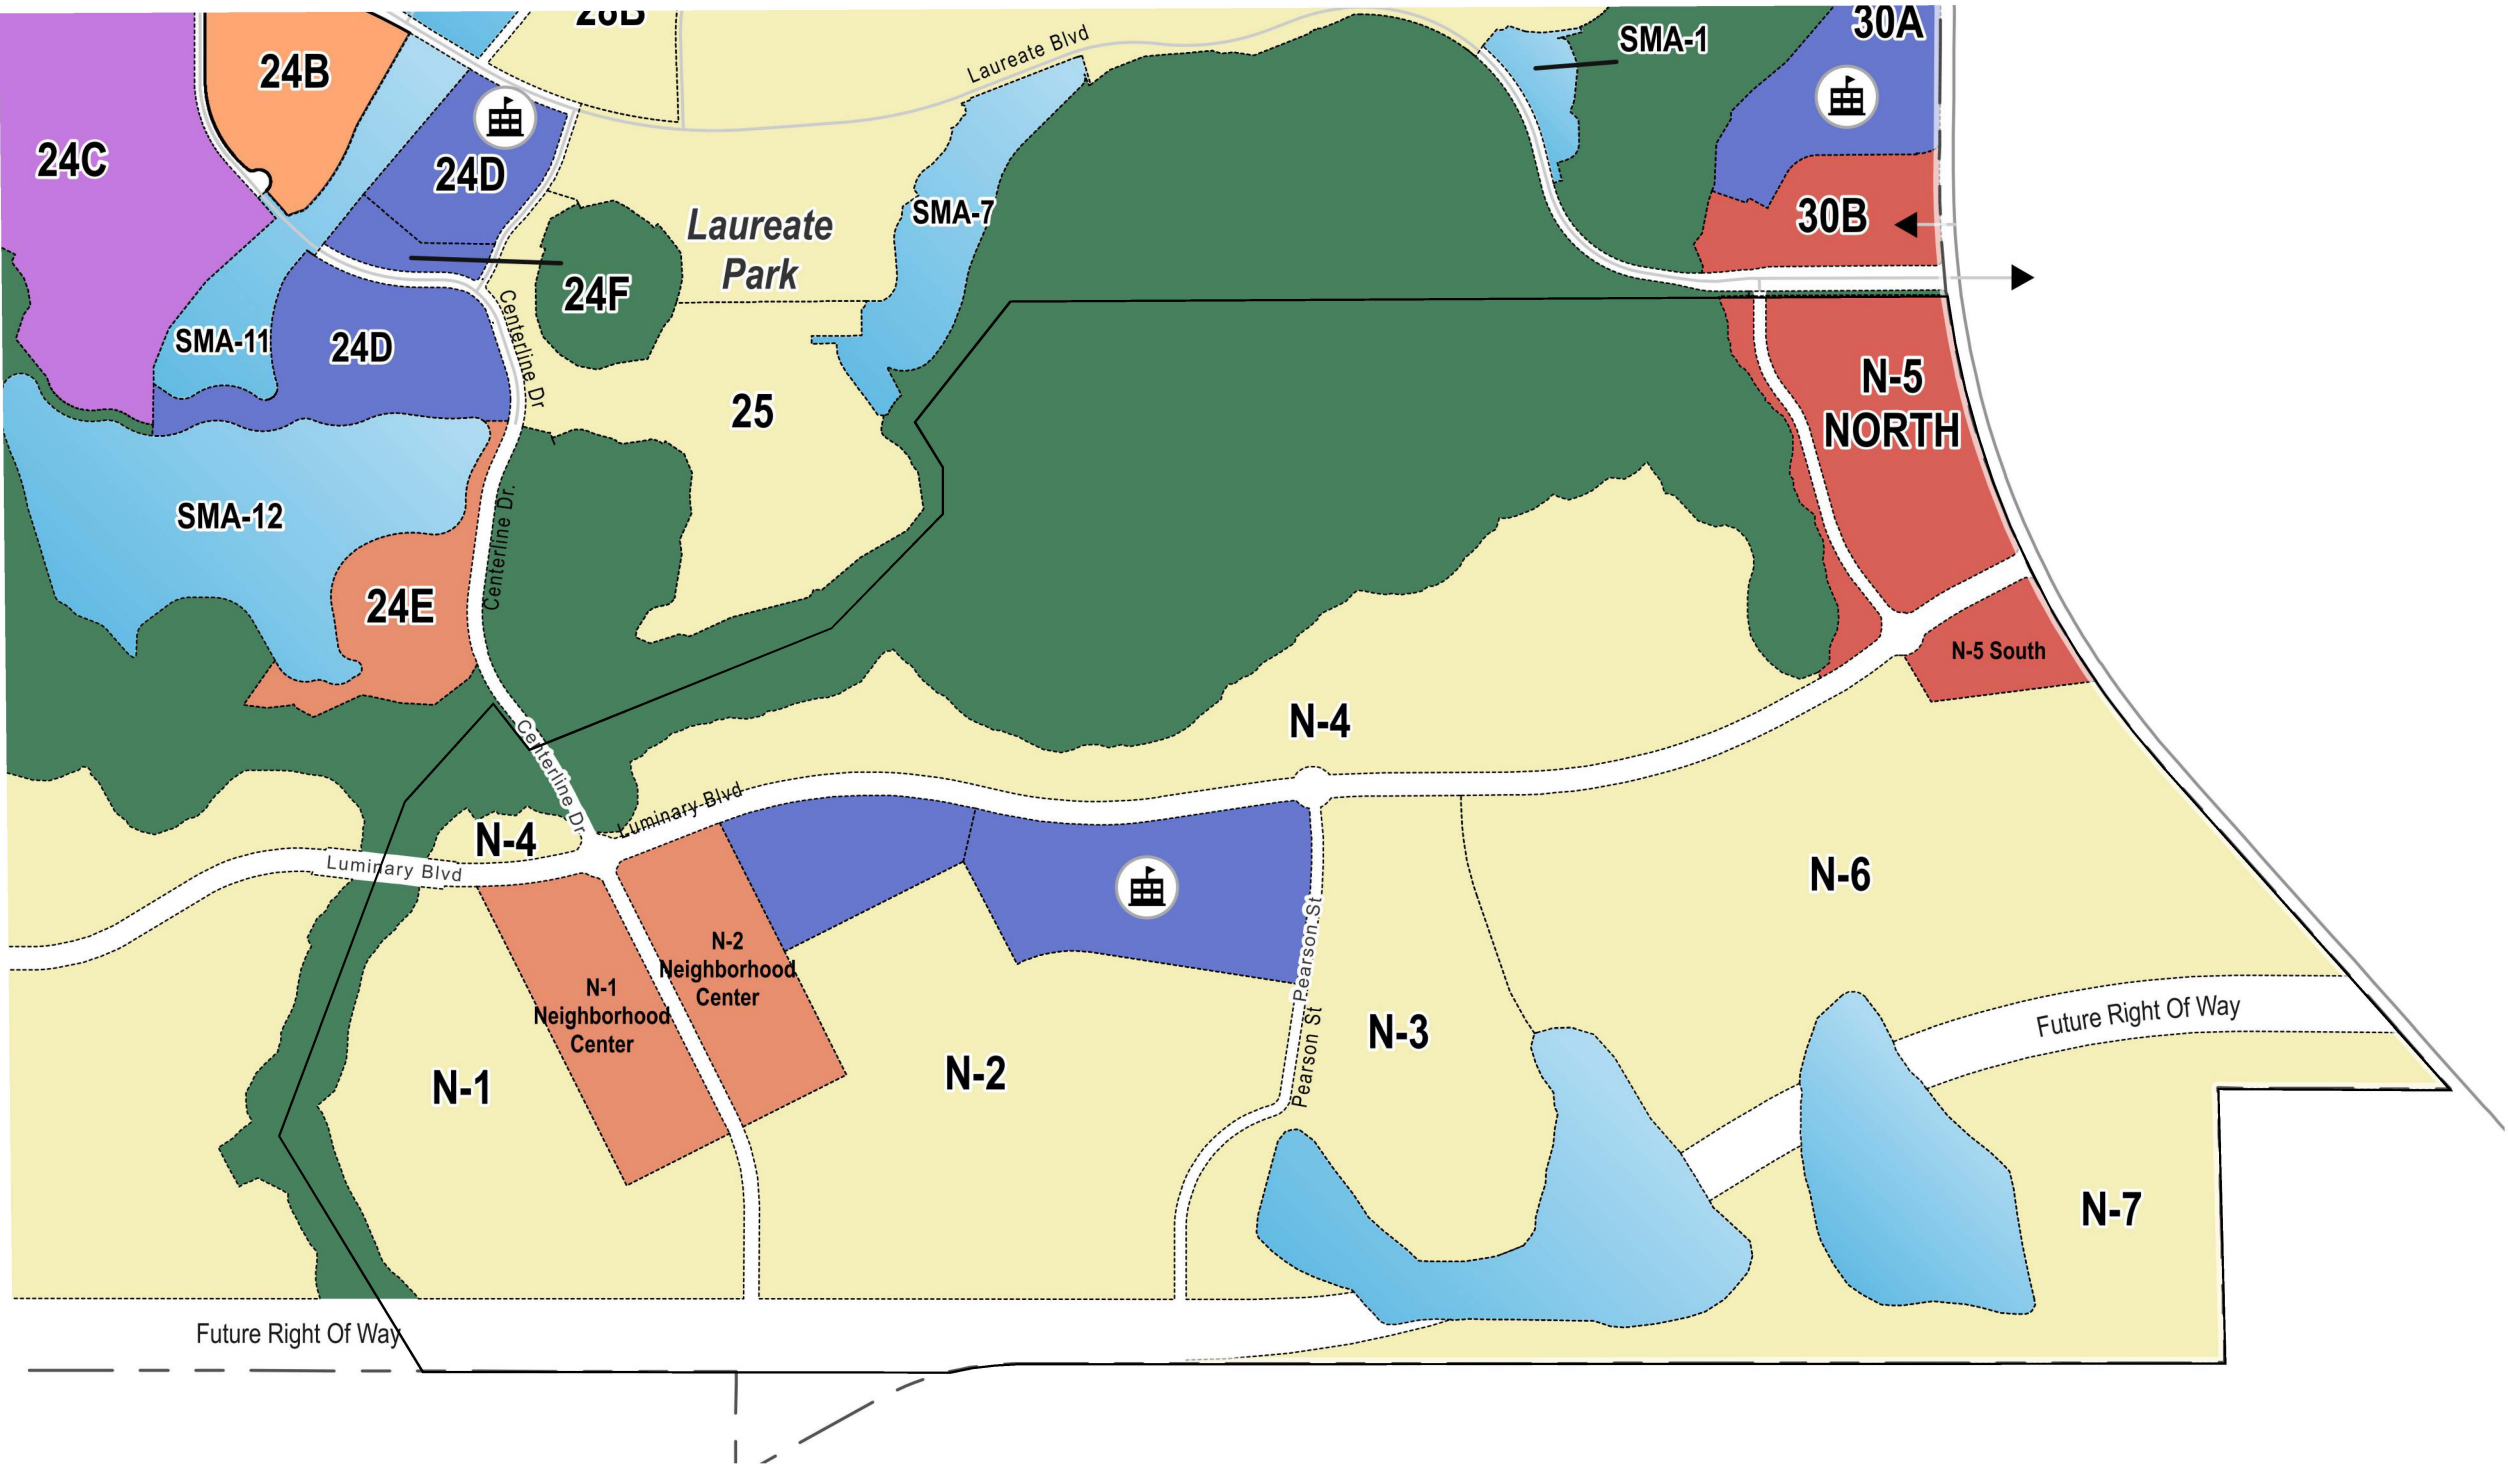 28B
30A
SMA-1
Laureate Blvd
24B
24C
24D
SMA-7
30B
Laureate
Park
24F
SMA-11
24D
Centerline Dr
25
N-5
NORTH
SMA-12
Centerline Dr.
24E
N-5 South
N-4
Centerline Dr
Luminary Blvd
N-4
Luminary Blvd
N-6
N-2
Neighborhood
Center
Pearson St
N-1
Neighborhood
Center
Pearson St
N-3
Future Right Of Way
N-1
N-2
N-7
Future Right Of Way